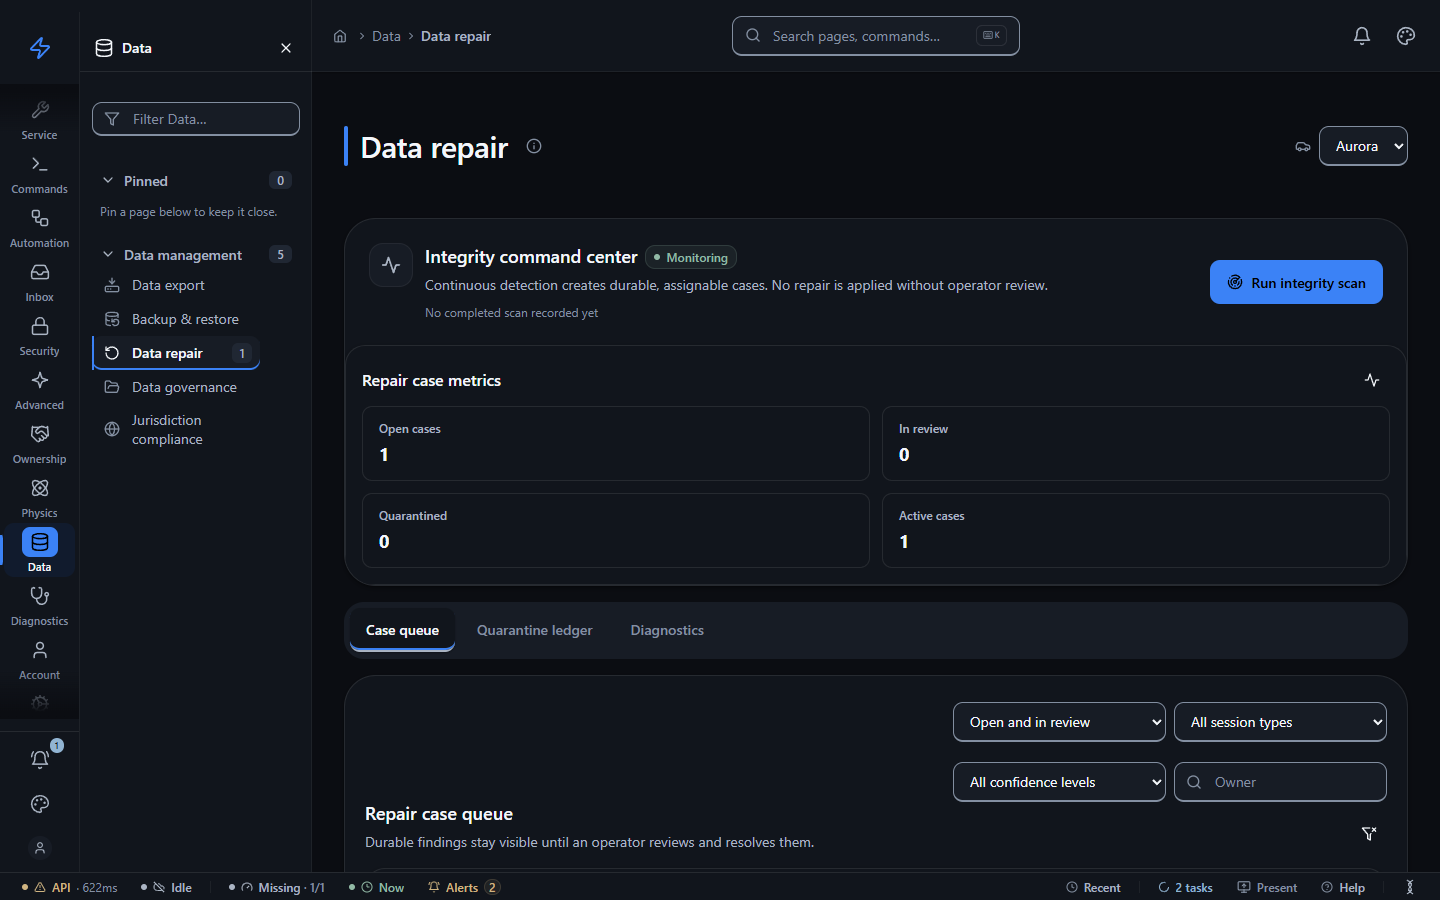 Data
Data
Data repair
Search pages, commands...
K
Service
Commands
Automation
Inbox
Security
Advanced
Ownership
Physics
Data
Diagnostics
Account
1
Filter Data...
Pinned
0
Pin a page below to keep it close.
Data management
5
Data export
Backup & restore
Data repair
1
Data governance
Jurisdiction
compliance
Data repair
Aurora
Integrity command center
Monitoring
Continuous detection creates durable, assignable cases. No repair is applied without operator review.
No completed scan recorded yet
Run integrity scan
Repair case metrics
Open cases
1
In review
0
Quarantined
0
Active cases
1
Case queue
Quarantine ledger
Diagnostics
Open and in review
All session types
All confidence levels
Owner
Repair case queue
Durable findings stay visible until an operator reviews and resolves them.
API · 622ms
Idle
Missing · 1/1
Now
Alerts 2
Recent
2 tasks
Present
Help